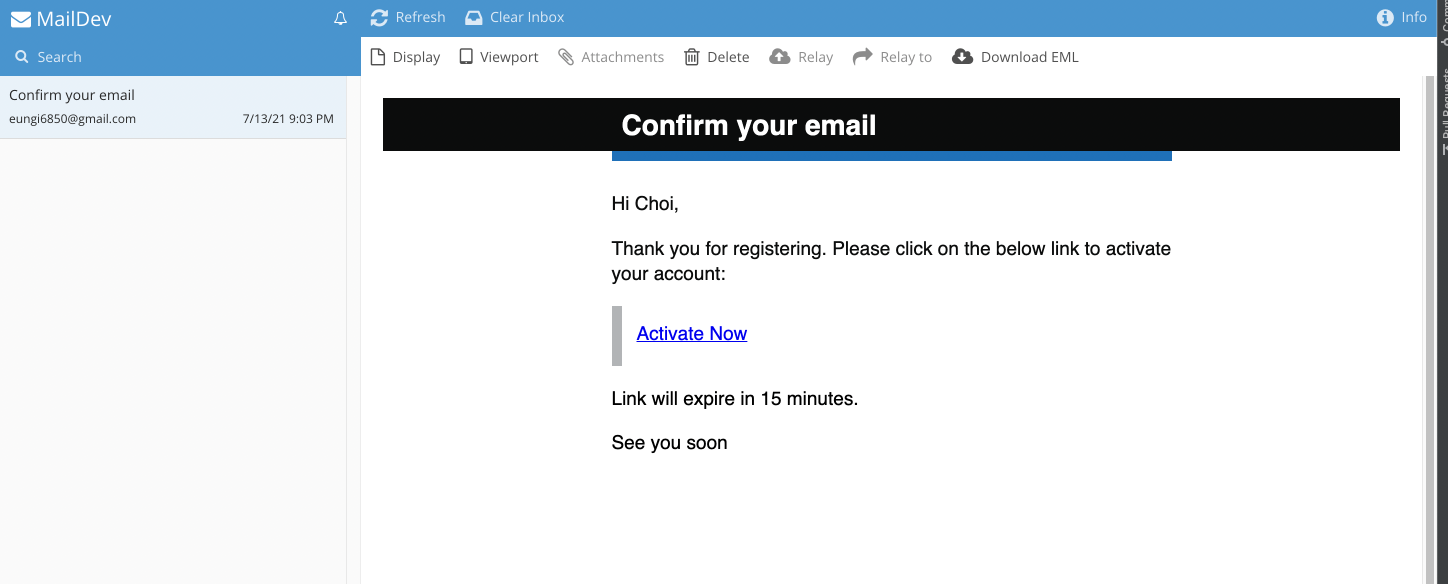 MailDev
Refresh
Clear Inbox
Info
Search
Display
Viewport
Attachments
Delete
Relay
Relay to
Download EML
Confirm your email
eungi6850@gmail.com
7/13/21 9:03 PM
Confirm your email
Hi Choi,
Thank you for registering. Please click on the below link to activate
your account:
Activate Now
Link will expire in 15 minutes.
See you soon
Pull Requests